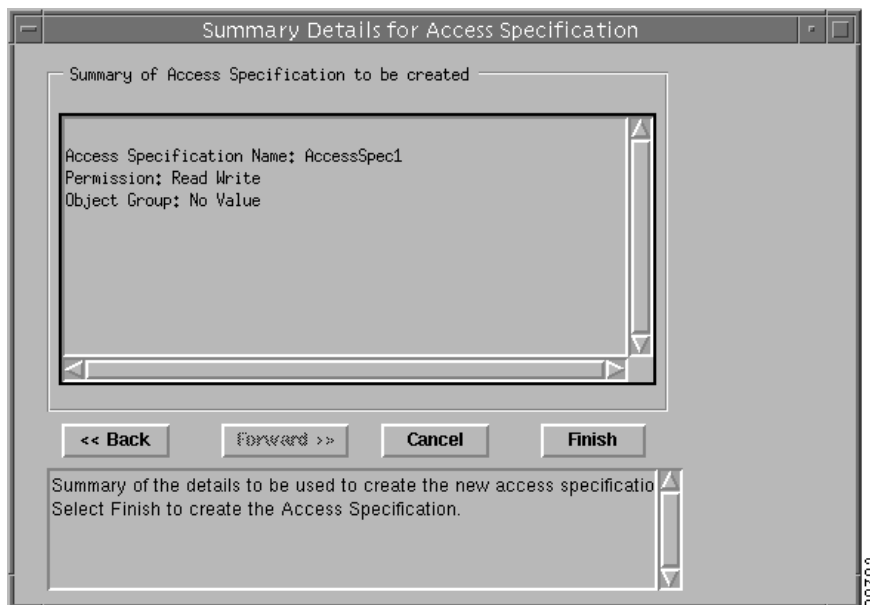 Summary Details for Access Specification
Summary of Access Specification to be created
Access Specification Name: AccessSpec1
Permission: Read Write
Object Group: No Value
<< Back
Forward >>
Cancel
Finish
Summary of the details to be used to create the new access specificatio
Select Finish to create the Access Specification.